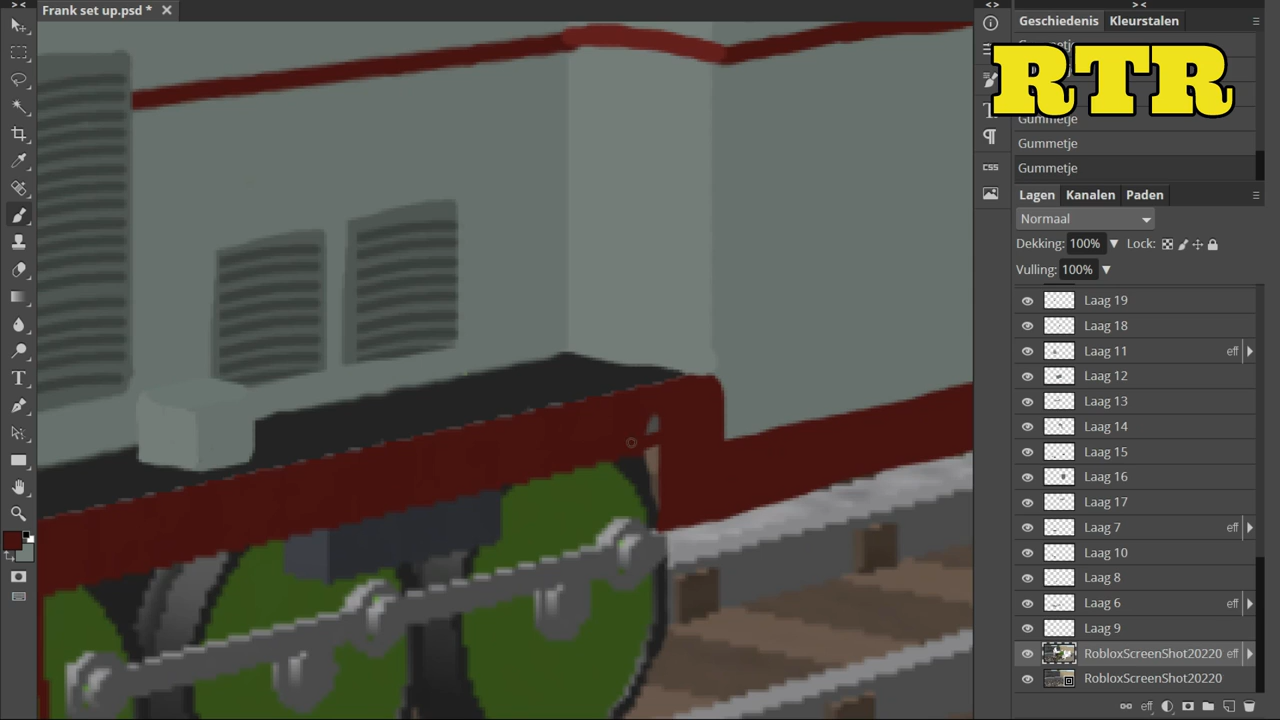 Frank set up.psd *
Geschiedenis Kleurstalen
RTR
Gummetje
Gummetje
Gummetje
Lagen Kanalen Paden
Normaal
Dekking: 100% Lock:
Vulling: 100%
CSS
Laag 19
Laag 18
Laag 11 eff
Laag 12
Laag 13
Laag 14
Laag 15
Laag 16
Laag 17
Laag 7 eff
Laag 10
Laag 8
Laag 6 eff
Laag 9
RobloxScreenShot20220 eff
RobloxScreenShot20220
eff